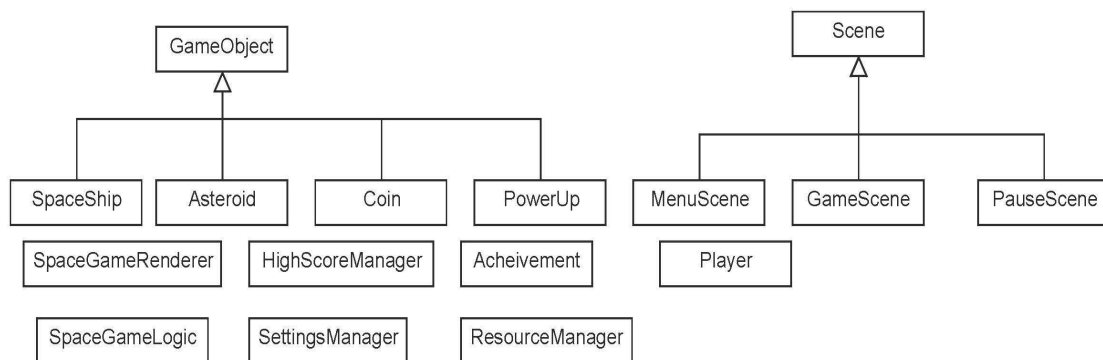 GameObject
Scene
SpaceShip
Asteroid
Coin
PowerUp
MenuScene
GameScene
PauseScene
SpaceGameRenderer
HighScoreManager
Acheivement
Player
SpaceGameLogic
SettingsManager
ResourceManager